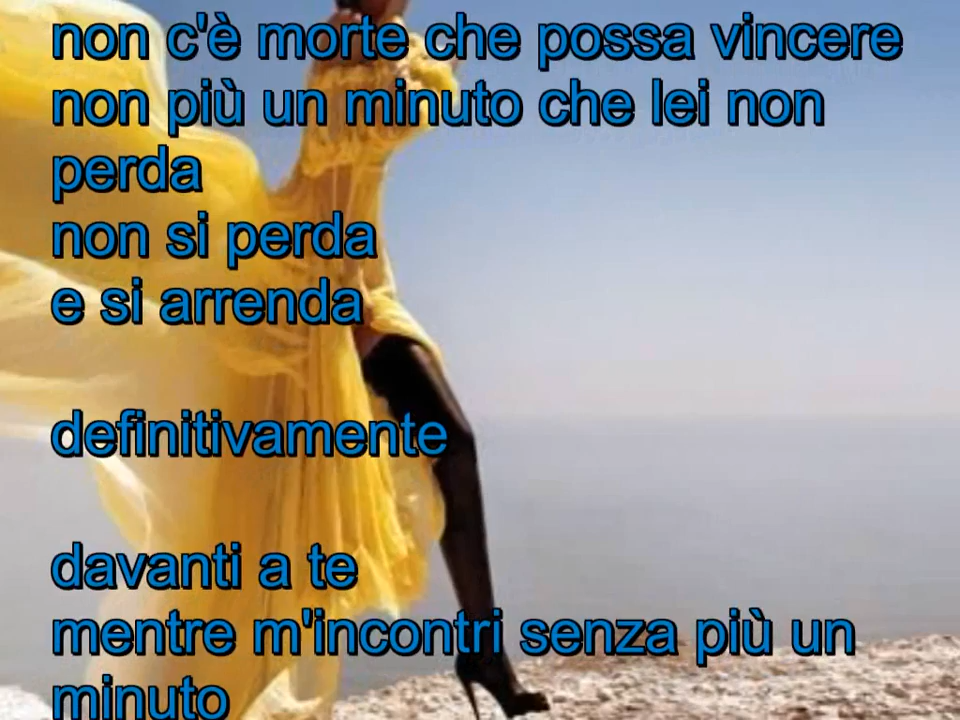 non c'è morte che possa vincere
non più un minuto che lei non
perda
non si perda
e si arrenda
definitivamente
davanti a te
mentre m'incontri senza più un
minuto